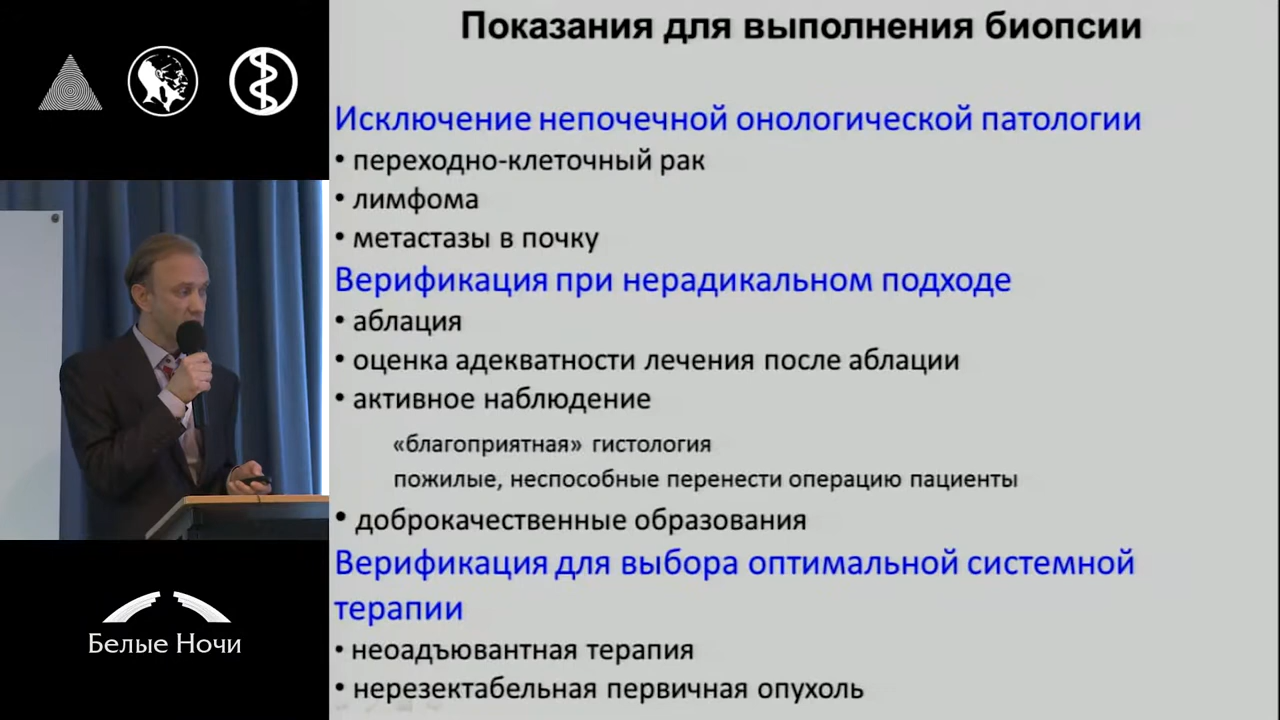 Показания для выполнения биопсии
Исключение непочечной онологической патологии
• переходно-клеточный рак
• лимфома
• метастазы в почку
Верификация при нерадикальном подходе
• аблация
• оценка адекватности лечения после аблации
• активное наблюдение
«благоприятная» гистология
пожилые, неспособные перенести операцию пациенты
• доброкачественные образования
Верификация для выбора оптимальной системной
терапии
• неоадъювантная терапия
• нерезектабельная первичная опухоль
Белые Ночи